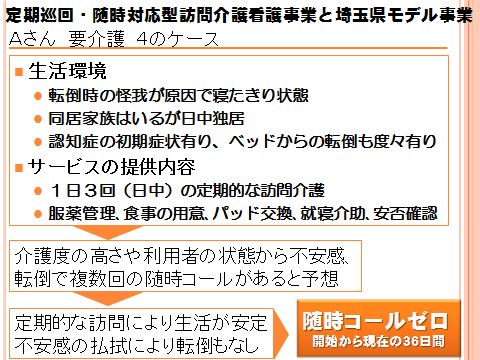 定期巡回・随時対応型訪問介護看護事業と埼玉県モデル事業
Aさん 要介護 4のケース
■ 生活環境
● 転倒時の怪我が原因で寝たきり状態
● 同居家族はいるが日中独居
● 認知症の初期症状有り、ベッドからの転倒も度々有り
■ サービスの提供内容
● 1日3回（日中）の定期的な訪問介護
● 服薬管理、食事の用意、パッド交換、就寝介助、安否確認
介護度の高さや利用者の状態から不安感、
転倒で複数回の随時コールがあると予想
定期的な訪問により生活が安定
不安感の払拭により転倒もなし
随時コールゼロ
開始から現在の36日間